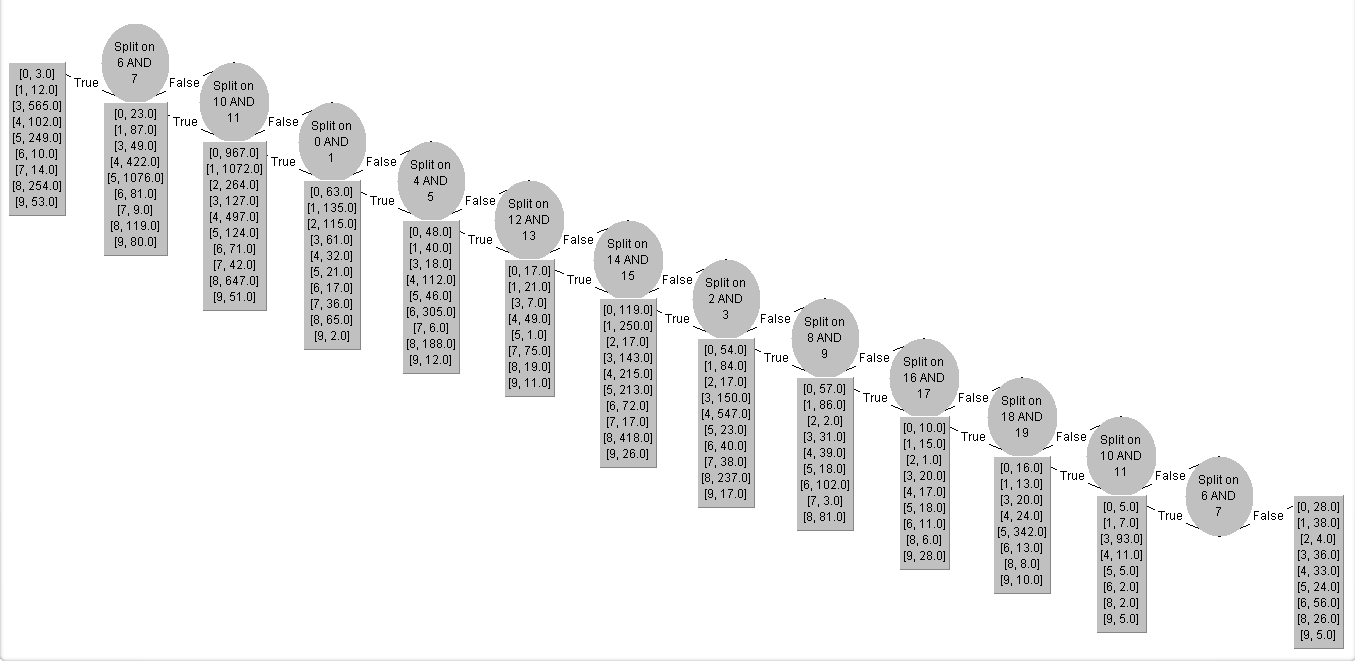 [0, 3.0]
[1, 12.0]
[3, 565.0]
[4, 102.0]
[5, 249.0]
[6, 10.0]
[7, 14.0]
[8, 254.0]
[9, 53.0]
True
Split on
6 AND
7
False
[0, 23.0]
[1, 87.0]
[3, 49.0]
[4, 422.0]
[5, 1076.0]
[6, 81.0]
[7, 9.0]
[8, 119.0]
[9, 80.0]
True
Split on
10 AND
11
False
[0, 967.0]
[1, 1072.0]
[2, 264.0]
[3, 127.0]
[4, 497.0]
[5, 124.0]
[6, 71.0]
[7, 42.0]
[8, 647.0]
[9, 51.0]
True
Split on
0 AND
1
False
[0, 63.0]
[1, 135.0]
[2, 115.0]
[3, 61.0]
[4, 32.0]
[5, 21.0]
[6, 17.0]
[7, 36.0]
[8, 65.0]
[9, 2.0]
True
Split on
4 AND
5
False
[0, 48.0]
[1, 40.0]
[3, 18.0]
[4, 112.0]
[5, 46.0]
[6, 305.0]
[7, 6.0]
[8, 188.0]
[9, 12.0]
True
Split on
12 AND
13
False
[0, 17.0]
[1, 21.0]
[3, 7.0]
[4, 49.0]
[5, 1.0]
[7, 75.0]
[8, 19.0]
[9, 11.0]
True
Split on
14 AND
15
False
[0, 119.0]
[1, 250.0]
[2, 17.0]
[3, 143.0]
[4, 215.0]
[5, 213.0]
[6, 72.0]
[7, 17.0]
[8, 418.0]
[9, 26.0]
True
Split on
2 AND
3
False
[0, 54.0]
[1, 84.0]
[2, 17.0]
[3, 150.0]
[4, 547.0]
[5, 23.0]
[6, 40.0]
[7, 38.0]
[8, 237.0]
[9, 17.0]
True
Split on
8 AND
9
False
[0, 57.0]
[1, 86.0]
[2, 2.0]
[3, 31.0]
[4, 39.0]
[5, 18.0]
[6, 102.0]
[7, 3.0]
[8, 81.0]
True
Split on
16 AND
17
False
[0, 10.0]
[1, 15.0]
[2, 1.0]
[3, 20.0]
[4, 17.0]
[5, 18.0]
[6, 11.0]
[8, 6.0]
[9, 28.0]
True
Split on
18 AND
19
False
[0, 16.0]
[1, 13.0]
[3, 20.0]
[4, 24.0]
[5, 342.0]
[6, 13.0]
[8, 8.0]
[9, 10.0]
True
Split on
10 AND
11
False
[0, 5.0]
[1, 7.0]
[3, 93.0]
[4, 11.0]
[5, 5.0]
[6, 2.0]
[8, 2.0]
[9, 5.0]
True
Split on
6 AND
7
False
[0, 28.0]
[1, 38.0]
[2, 4.0]
[3, 36.0]
[4, 33.0]
[5, 24.0]
[6, 56.0]
[8, 26.0]
[9, 5.0]